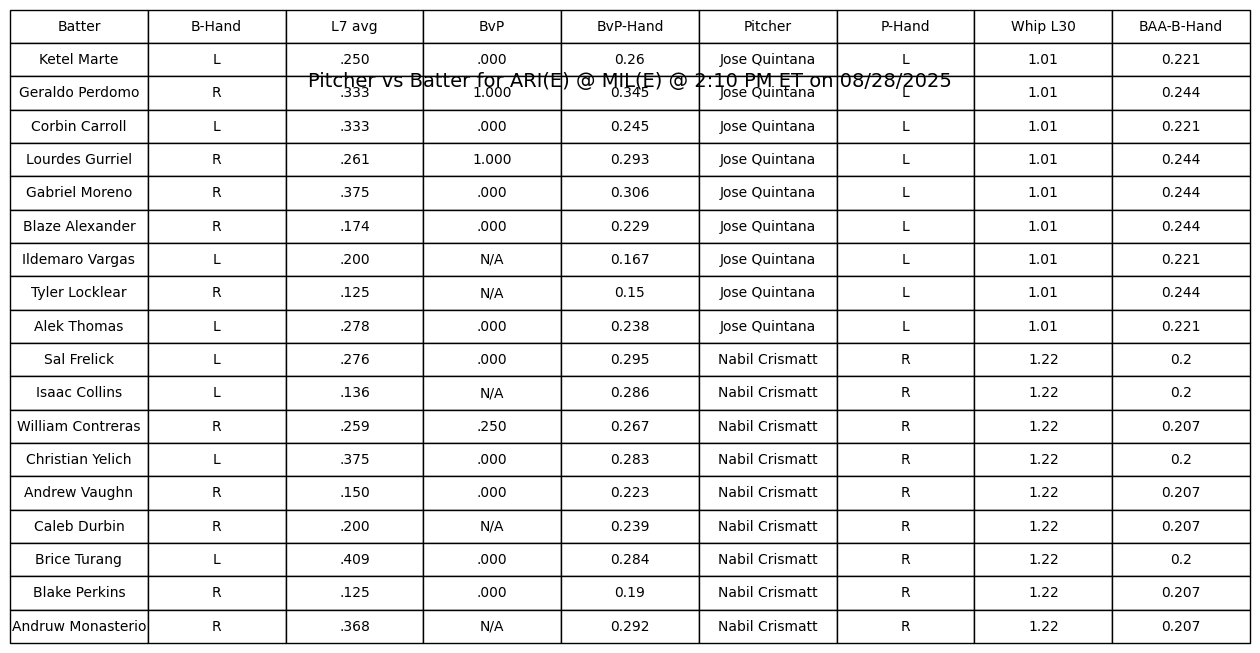 Batter B-Hand L7 avg BvP BvP-Hand Pitcher P-Hand Whip L30 BAA-B-Hand
Ketel Marte L .250 .000 0.26 Jose Quintana L 1.01 0.221
Pitcher vs Batter for ARI(E) @ MIL(E) @ 2:10 PM ET on 08/28/2025
Geraldo Perdomo R .333 1.000 0.345 Jose Quintana L 1.01 0.244
Corbin Carroll L .333 .000 0.245 Jose Quintana L 1.01 0.221
Lourdes Gurriel R .261 1.000 0.293 Jose Quintana L 1.01 0.244
Gabriel Moreno R .375 .000 0.306 Jose Quintana L 1.01 0.244
Blaze Alexander R .174 .000 0.229 Jose Quintana L 1.01 0.244
Ildemaro Vargas L .200 N/A 0.167 Jose Quintana L 1.01 0.221
Tyler Locklear R .125 N/A 0.15 Jose Quintana L 1.01 0.244
Alek Thomas L .278 .000 0.238 Jose Quintana L 1.01 0.221
Sal Frelick L .276 .000 0.295 Nabil Crismatt R 1.22 0.2
Isaac Collins L .136 N/A 0.286 Nabil Crismatt R 1.22 0.2
William Contreras R .259 .250 0.267 Nabil Crismatt R 1.22 0.207
Christian Yelich L .375 .000 0.283 Nabil Crismatt R 1.22 0.2
Andrew Vaughn R .150 .000 0.223 Nabil Crismatt R 1.22 0.207
Caleb Durbin R .200 N/A 0.239 Nabil Crismatt R 1.22 0.207
Brice Turang L .409 .000 0.284 Nabil Crismatt R 1.22 0.2
Blake Perkins R .125 .000 0.19 Nabil Crismatt R 1.22 0.207
Andruw Monasterio R .368 N/A 0.292 Nabil Crismatt R 1.22 0.207